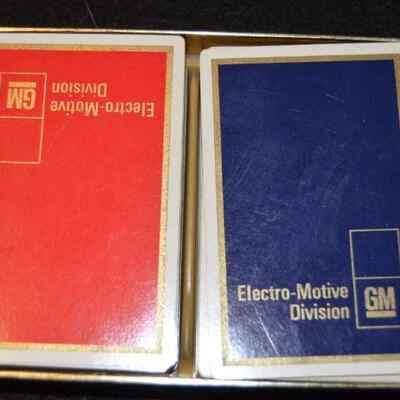 Electro-Motive
Division
GM
Electro-Motive
Division
GM